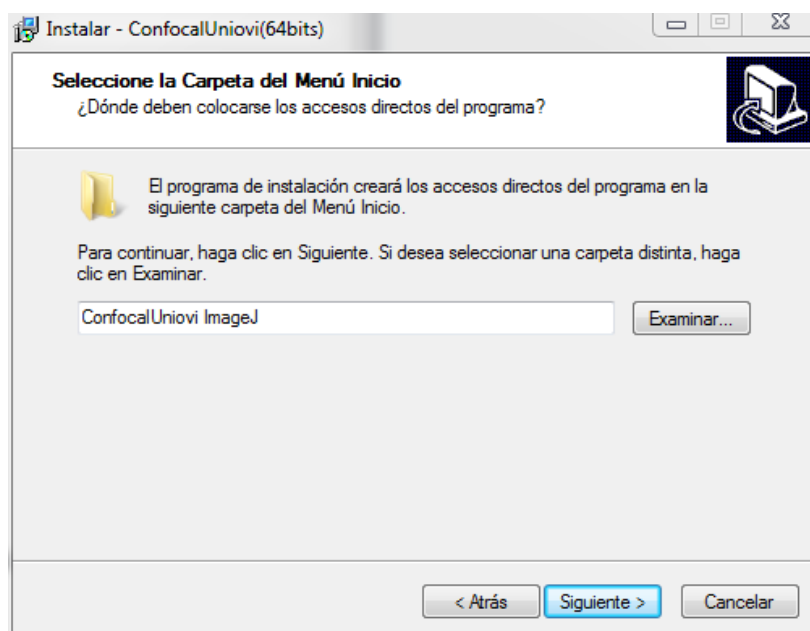 Instalar - ConfocalUniovi(64bits)
Seleccione la Carpeta del Menú Inicio
¿Dónde deben colocarse los accesos directos del programa?
El programa de instalación creará los accesos directos del programa en la
siguiente carpeta del Menú Inicio.
Para continuar, haga clic en Siguiente. Si desea seleccionar una carpeta distinta, haga
clic en Examinar.
ConfocalUniovi ImageJ
Examinar...
< Atrás
Siguiente >
Cancelar